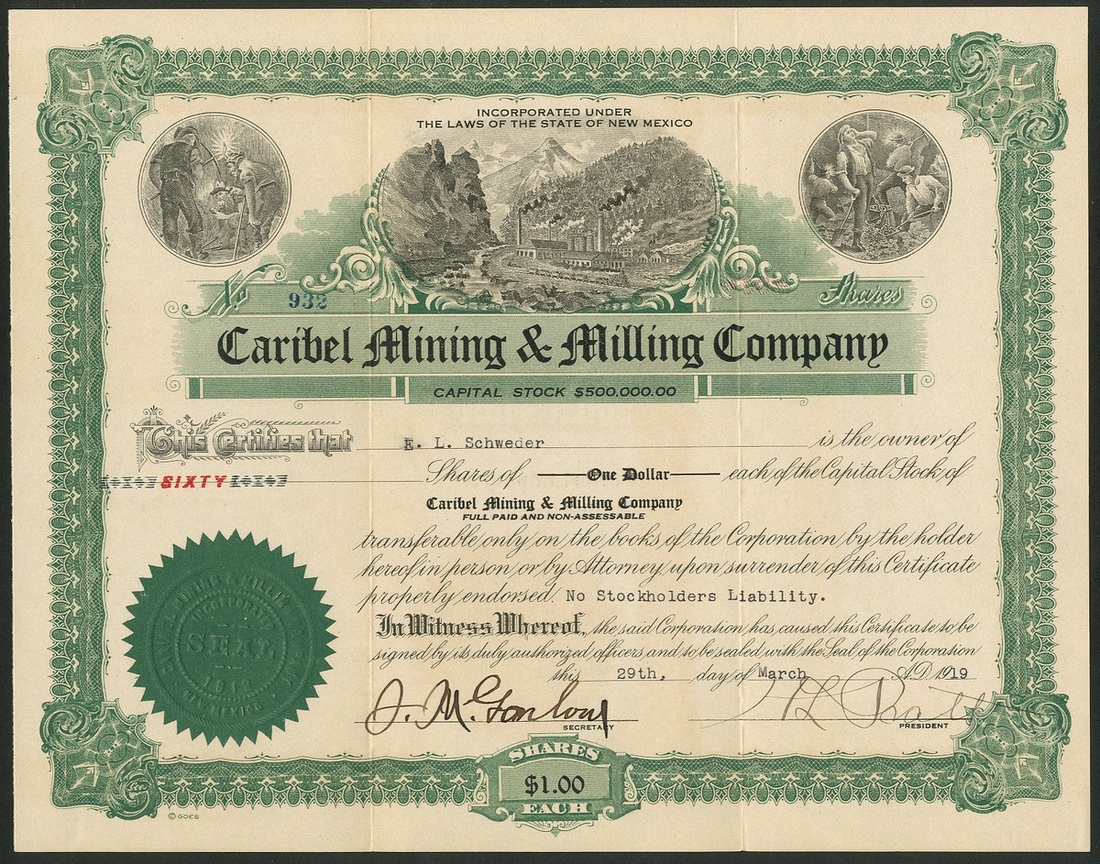 INCORPORATED UNDER
THE LAWS OF THE STATE OF NEW MEXICO
No 932 Shares
Caribel Mining & Milling Company
CAPITAL STOCK $500,000.00
This Certifies that E. L. Schweder is the owner of
SIXTY Shares of One Dollar each of the Capital Stock of
Caribel Mining & Milling Company
FULL PAID AND NON-ASSESSABLE
transferable only on the books of the Corporation by the holder
hereof in person or by Attorney upon surrender of this Certificate
properly endorsed. No Stockholders Liability.
In Witness Whereof, the said Corporation has caused this Certificate to be
signed by its duly authorized officers, and to be sealed with the Seal of the Corporation
this 29th, day of March A.D. 1919
SECRETARY
PRESIDENT
SEAL
NEW MEXICO
SHARES
$1.00
EACH
© GOES